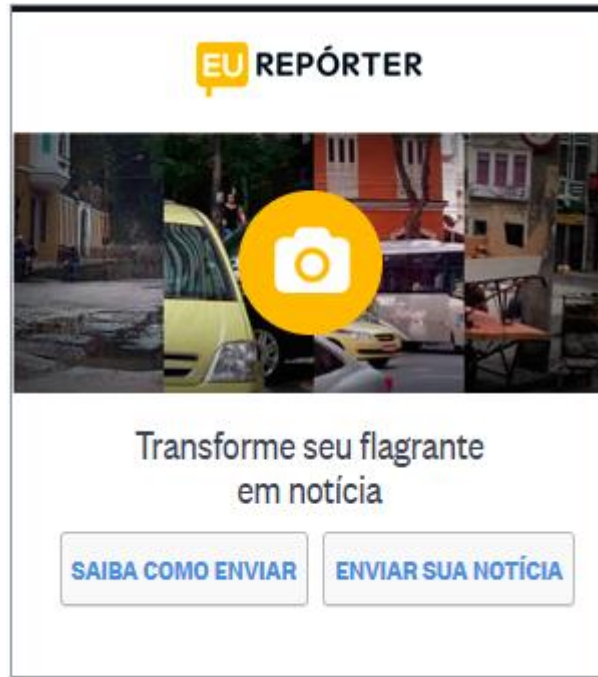 EU REPÓRTER
Transforme seu flagrante
em notícia
SAIBA COMO ENVIAR
ENVIAR SUA NOTÍCIA